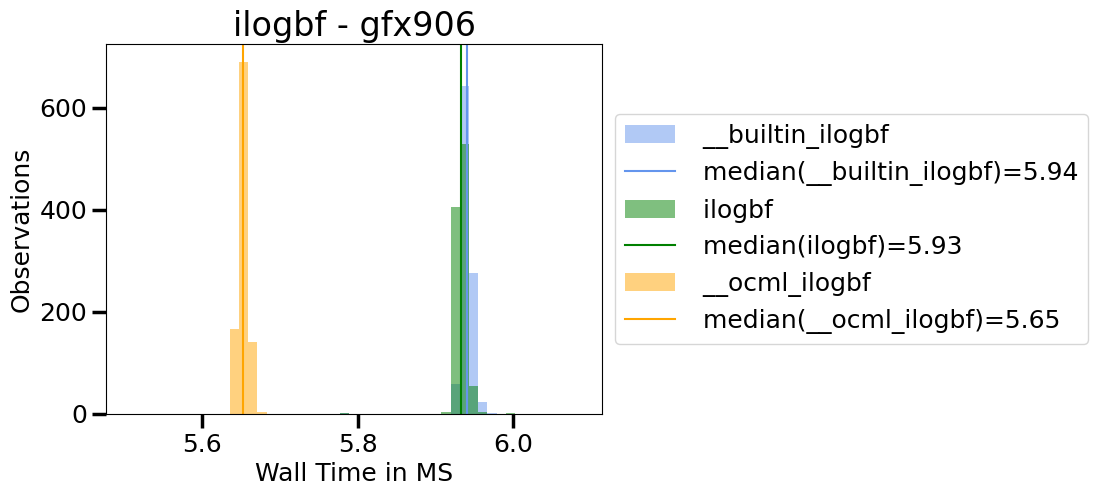 ilogbf - gfx906
Observations
600
400
200
0
5.6 5.8 6.0
Wall Time in MS
__builtin_ilogbf
median(__builtin_ilogbf)=5.94
ilogbf
median(ilogbf)=5.93
__ocml_ilogbf
median(__ocml_ilogbf)=5.65